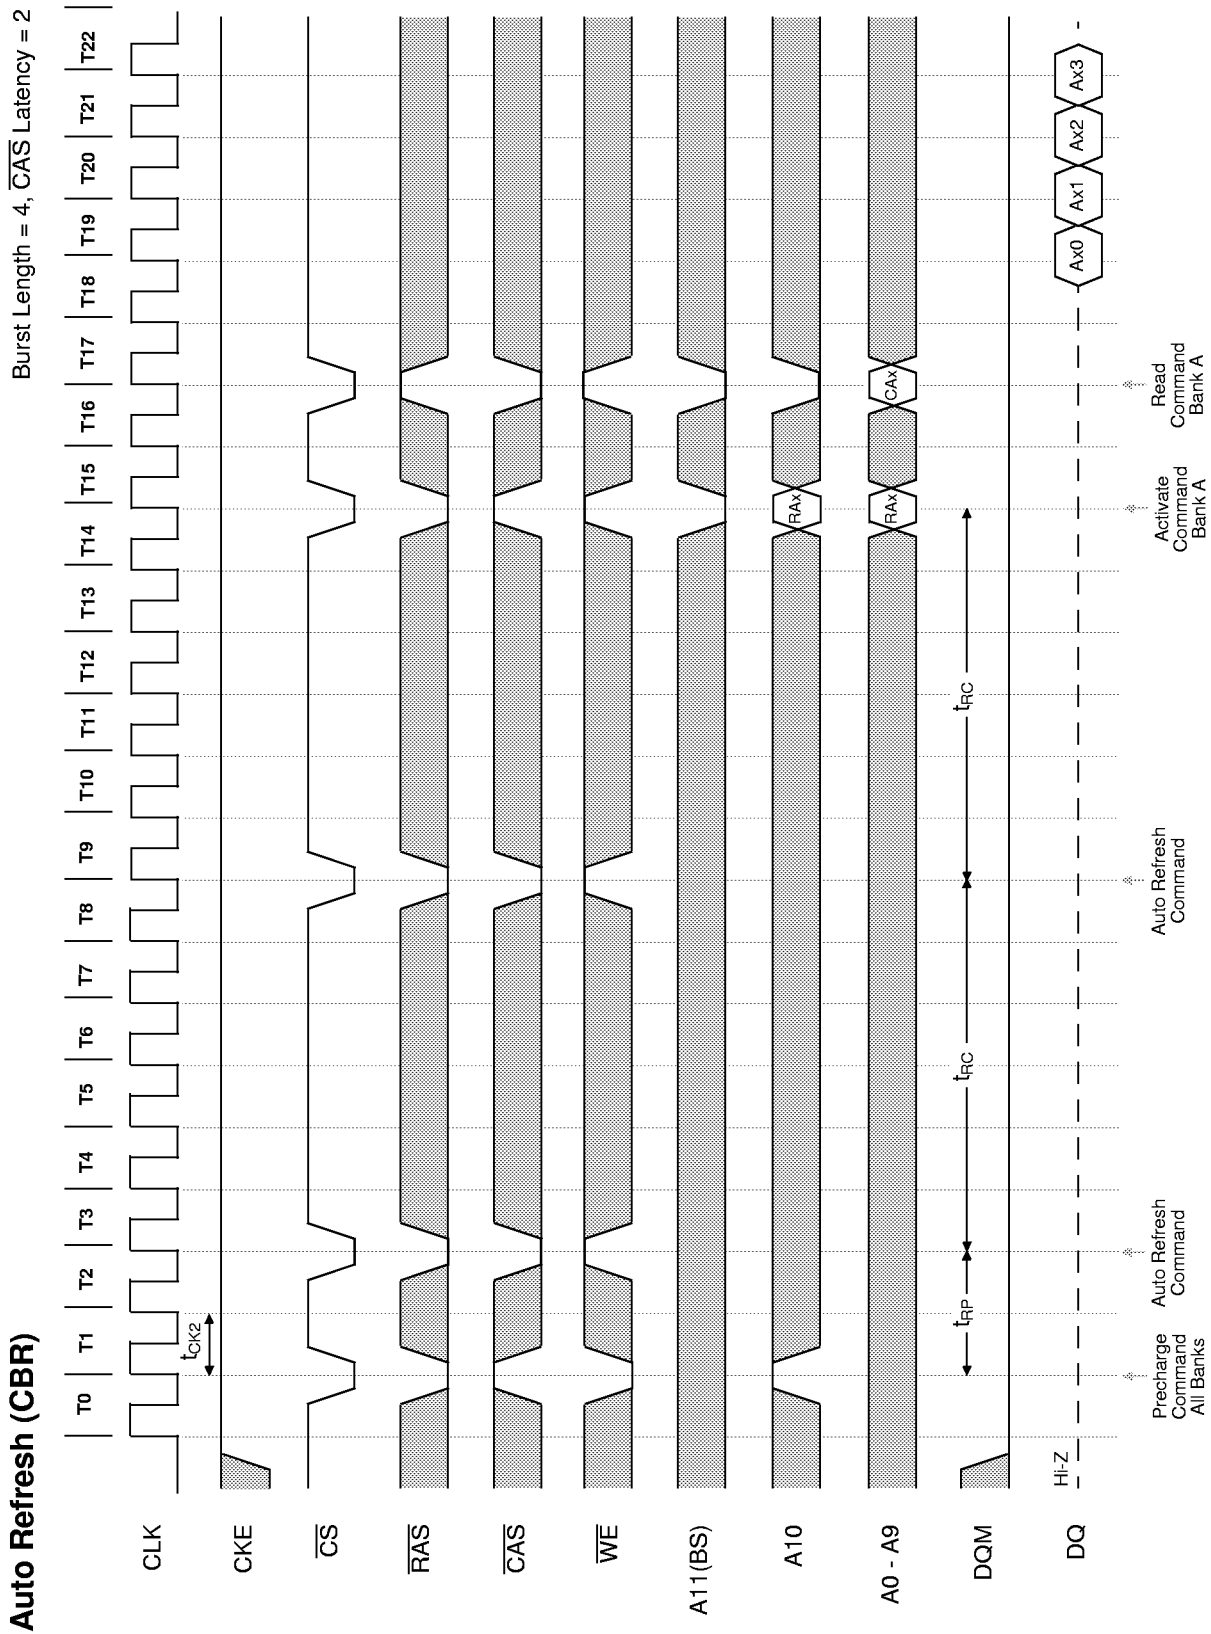 Auto Refresh (CBR)
Burst Length = 4, CAS Latency = 2
T0 T1 T2 T3 T4 T5 T6 T7 T8 T9 T10 T11 T12 T13 T14 T15 T16 T17 T18 T19 T20 T21 T22
CLK
tCK2
CKE
CS
RAS
CAS
WE
A11(BS)
A10
RAx
A0 - A9
RAx
CAx
DQM
tRP
tRC
tRC
DQ
Hi-Z
Ax0
Ax1
Ax2
Ax3
Precharge
Command
All Banks
Auto Refresh
Command
Auto Refresh
Command
Activate
Command
Bank A
Read
Command
Bank A